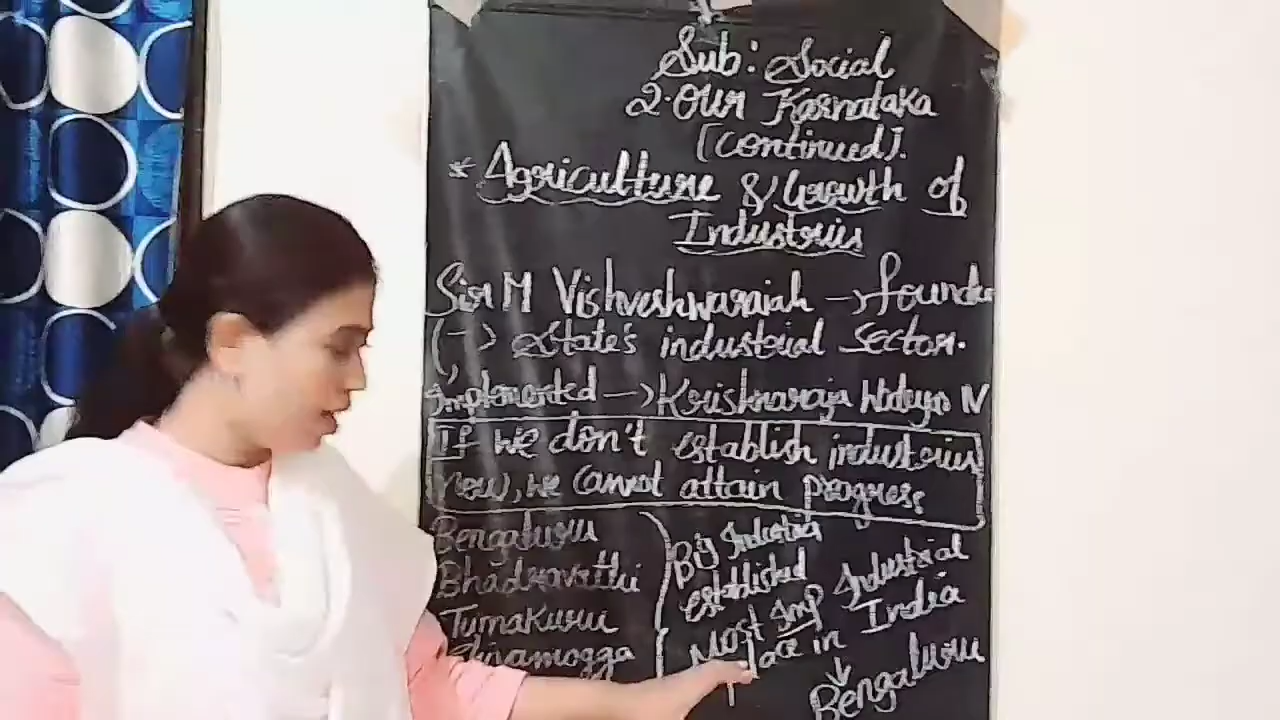 Sub: Social
2. Our Karnataka
(continued).
* Agriculture & Growth of
Industries
Sir M Vishveshwaraiah → founder
(→) State's industrial sector.
Implemented → Krishnaraja Wodeyar IV
If we don't establish industries
now, we cannot attain progress
Bengaluru
Bhadravathi
Tumakuru
Shivamogga
Big Industries
established
Most Imp Industrial
place in India
↓
Bengaluru